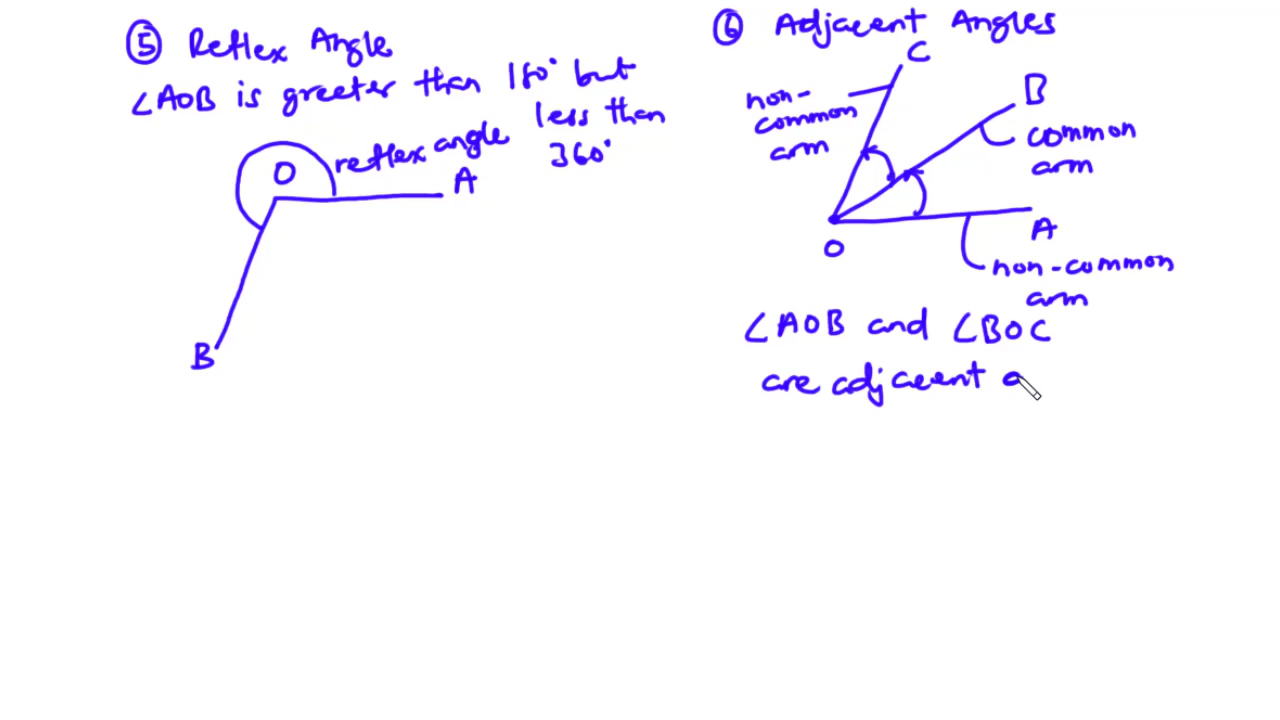 ⑤ Reflex Angle
∠AOB is greeter than 180° but
less than
360°
reflex angle
O
A
B
⑥ Adjacent Angles
C
non-
common
arm
B
common
arm
O
A
non-common
arm
∠AOB and ∠BOC
are adjacent a